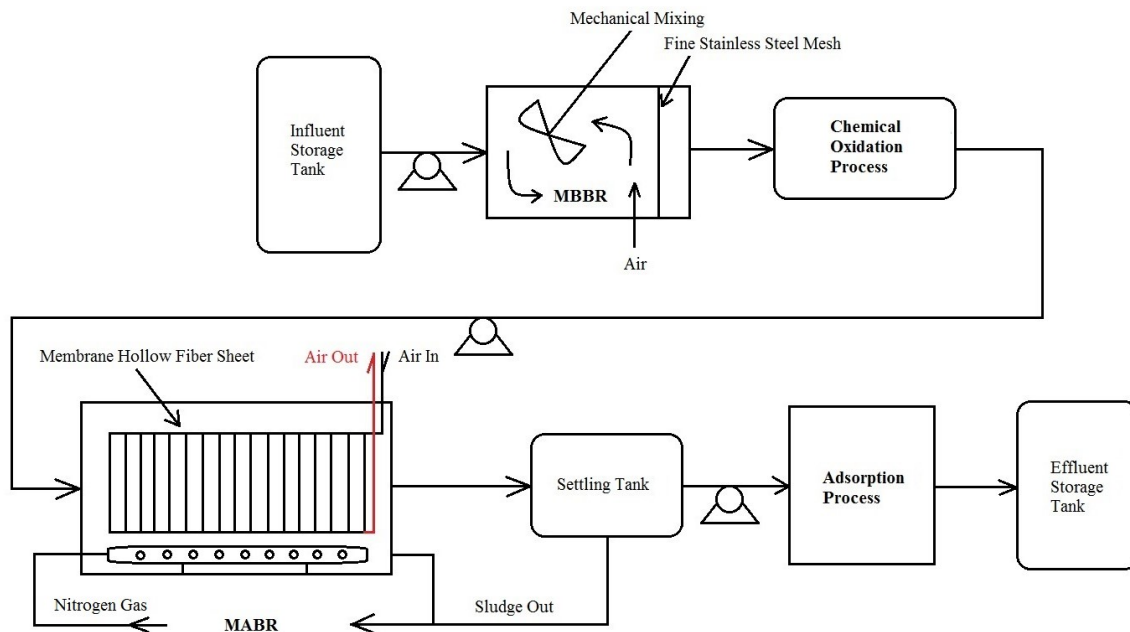 Mechanical Mixing
Fine Stainless Steel Mesh
Influent
Storage
Tank
MBBR
Air
Chemical
Oxidation
Process
Membrane Hollow Fiber Sheet
Air Out
Air In
Settling Tank
Adsorption
Process
Effluent
Storage
Tank
Nitrogen Gas
MABR
Sludge Out